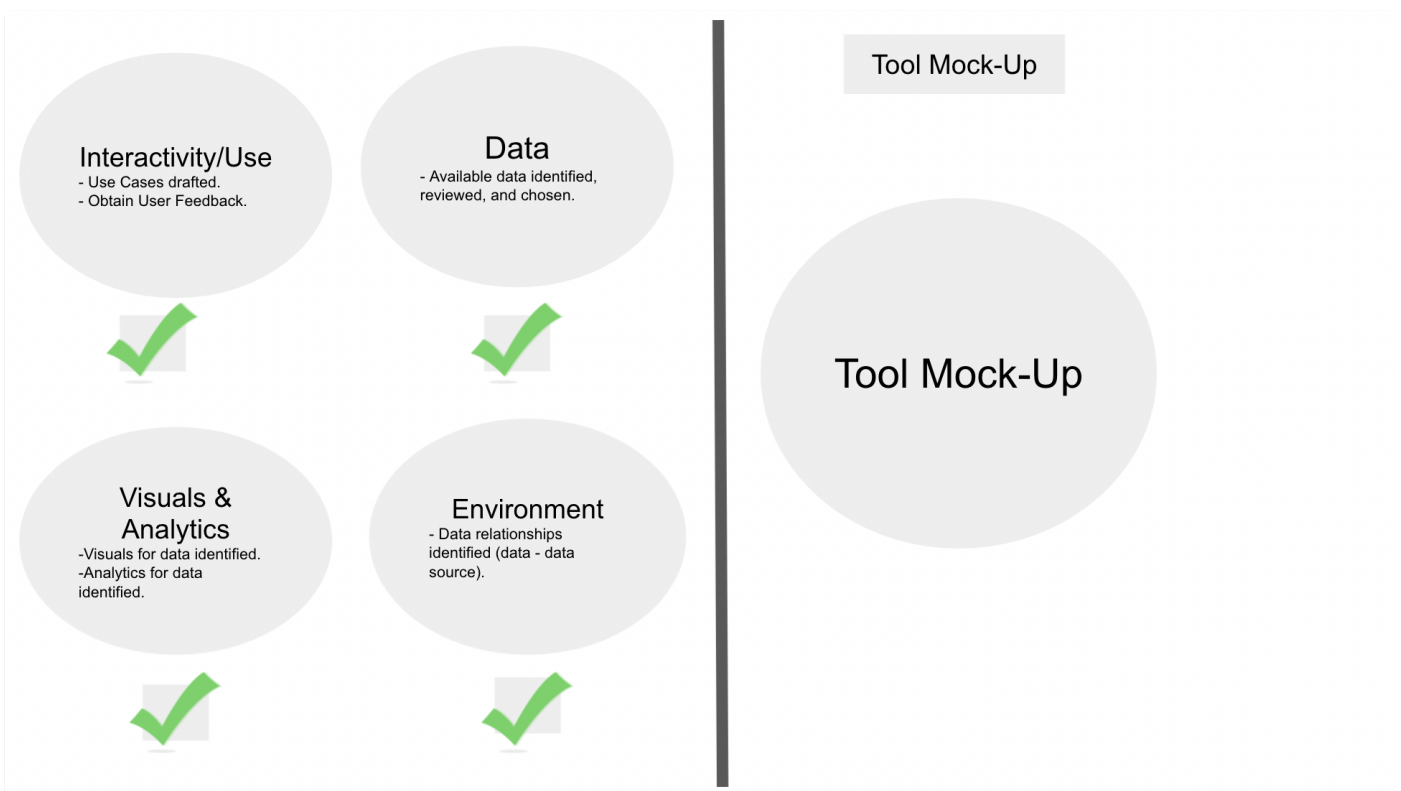 Interactivity/Use
- Use Cases drafted.
- Obtain User Feedback.
Data
- Available data identified,
reviewed, and chosen.
Visuals &
Analytics
-Visuals for data identified.
-Analytics for data
identified.
Environment
- Data relationships
identified (data - data
source).
Tool Mock-Up
Tool Mock-Up